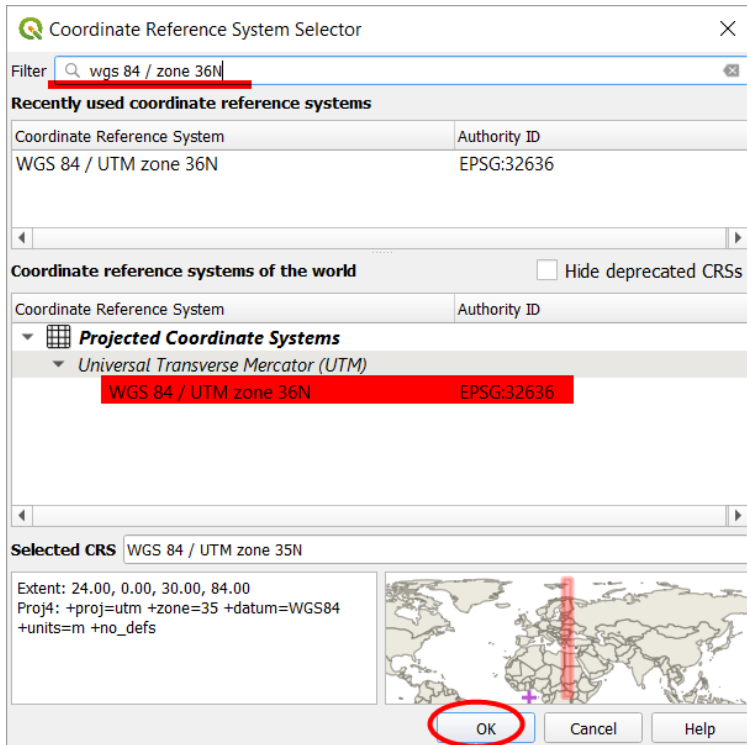 Coordinate Reference System Selector
Filter wgs 84 / zone 36N
Recently used coordinate reference systems
Coordinate Reference System Authority ID
WGS 84 / UTM zone 36N EPSG:32636
Coordinate reference systems of the world Hide deprecated CRSs
Coordinate Reference System Authority ID
Projected Coordinate Systems
Universal Transverse Mercator (UTM)
WGS 84 / UTM zone 36N EPSG:32636
Selected CRS WGS 84 / UTM zone 35N
Extent: 24.00, 0.00, 30.00, 84.00
Proj4: +proj=utm +zone=35 +datum=WGS84
+units=m +no_defs
OK Cancel Help